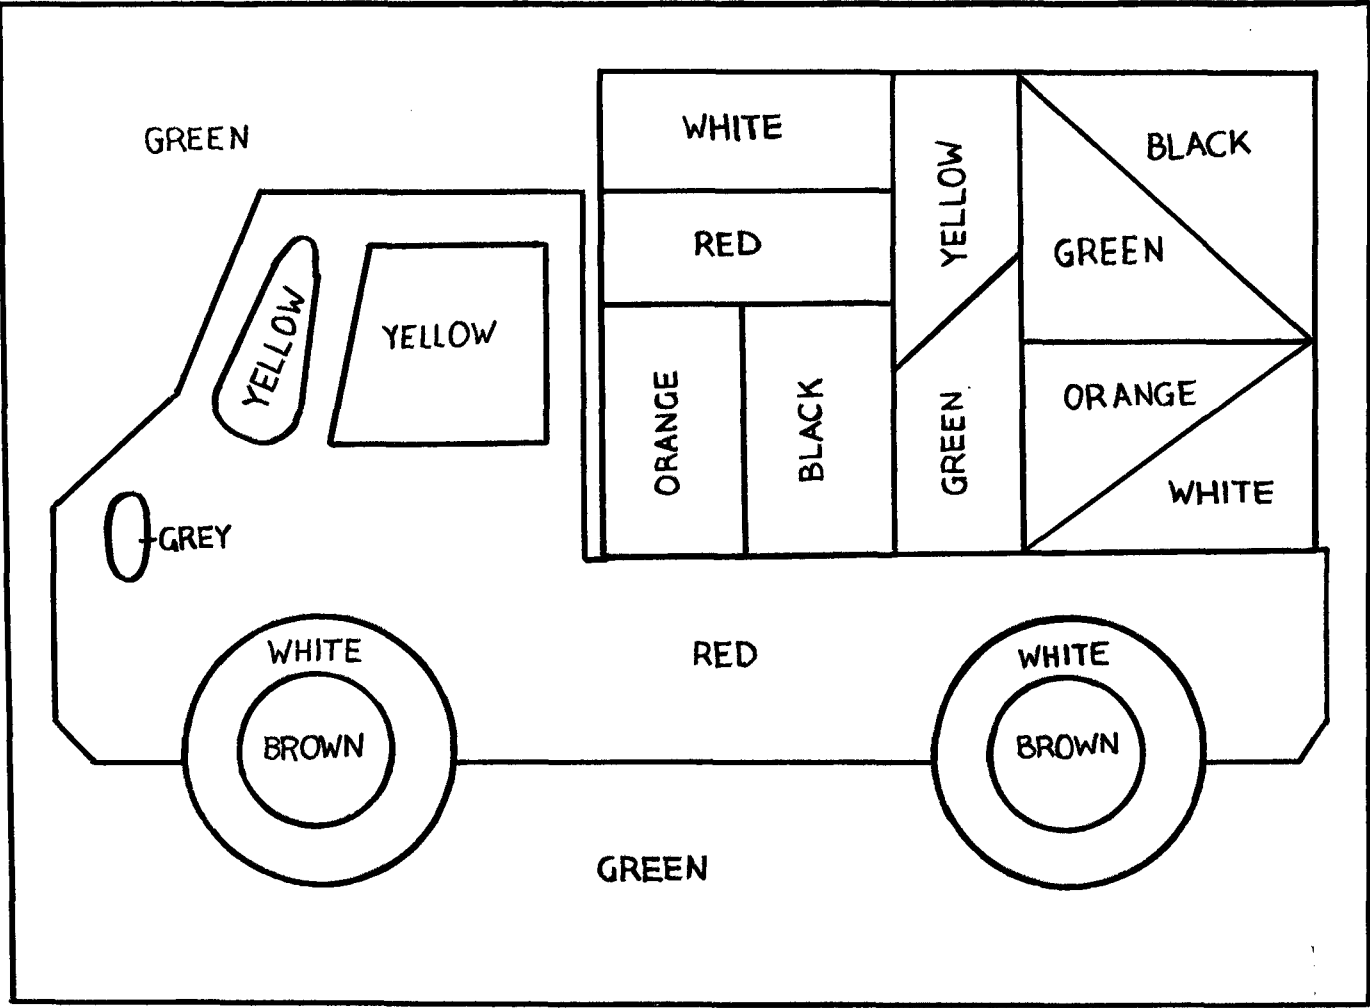 GREEN
WHITE
RED
YELLOW
BLACK
GREEN
YELLOW
YELLOW
ORANGE
BLACK
GREEN
ORANGE
WHITE
GREY
WHITE
BROWN
RED
WHITE
BROWN
GREEN